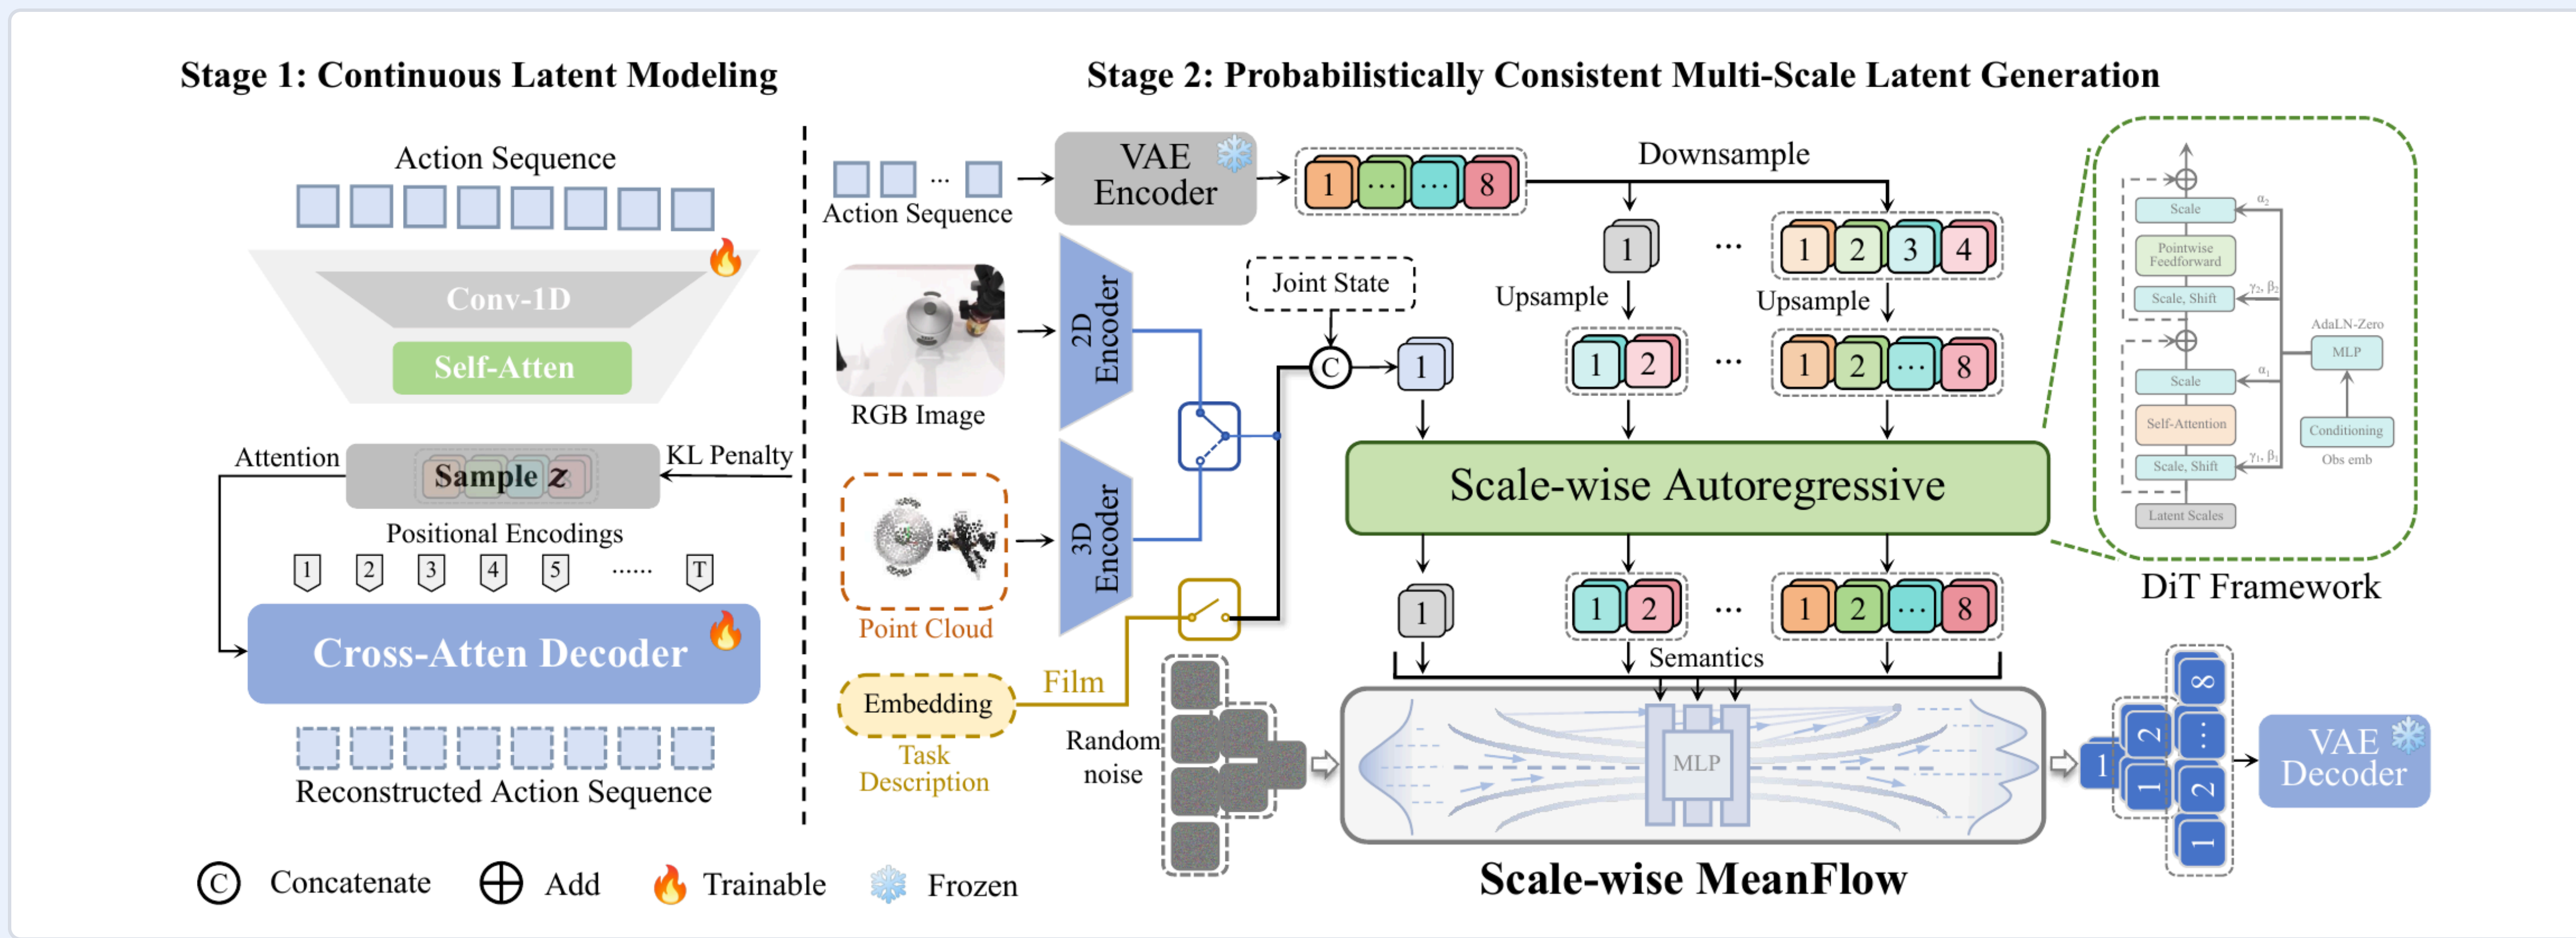 Stage 1: Continuous Latent Modeling
Action Sequence
Conv-1D
Self-Atten
Attention
Sample z
KL Penalty
Positional Encodings
1 2 3 4 5 ...... T
Cross-Atten Decoder
Reconstructed Action Sequence
C Concatenate
Add
Trainable
Frozen
Stage 2: Probabilistically Consistent Multi-Scale Latent Generation
...
Action Sequence
VAE
Encoder
1 ... ... 8
Downsample
1 ... 1 2 3 4
Upsample
Upsample
RGB Image
2D
Encoder
Joint State
C
1
1 2 ... 1 2 ... 8
Point Cloud
3D
Encoder
Scale-wise Autoregressive
1
1 2 ... 1 2 ... 8
Semantics
Embedding
Film
Task
Description
Random
noise
MLP
Scale-wise MeanFlow
1
1 2
1 2 ... 8
VAE
Decoder
Scale
α₂
Pointwise
Feedforward
Scale, Shift
γ₂, β₂
AdaLN-Zero
MLP
Scale
α₁
Self-Attention
Conditioning
Obs emb
Scale, Shift
γ₁, β₁
Latent Scales
DiT Framework